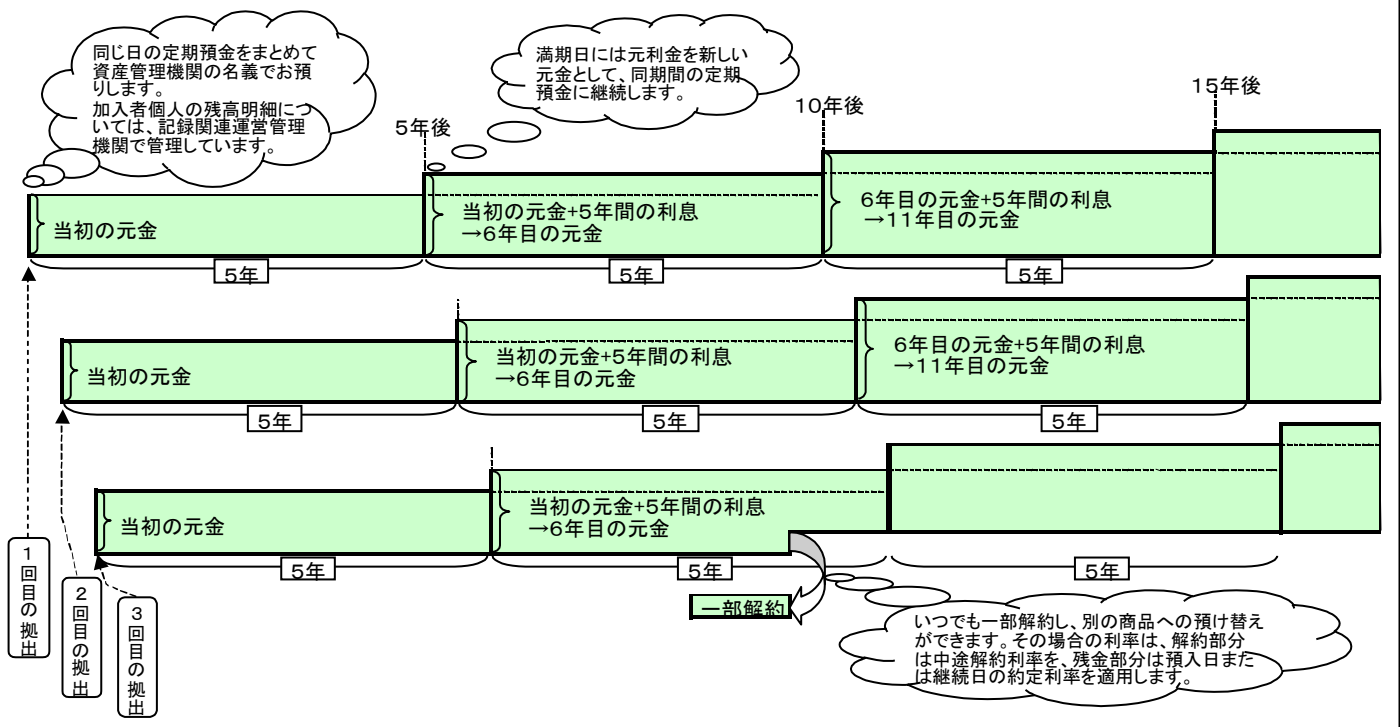 同じ日の定期預金をまとめて
資産管理機関の名義でお預
りします。
加入者個人の残高明細につ
いては、記録関連運営管理
機関で管理しています。
満期日には元利金を新しい
元金として、同期間の定期
預金に継続します。
5年後
10年後
15年後
当初の元金
当初の元金+5年間の利息
→6年目の元金
6年目の元金+5年間の利息
→11年目の元金
5年
5年
5年
当初の元金
当初の元金+5年間の利息
→6年目の元金
6年目の元金+5年間の利息
→11年目の元金
5年
5年
5年
当初の元金
当初の元金+5年間の利息
→6年目の元金
5年
5年
5年
1回目の拠出
2回目の拠出
3回目の拠出
一部解約
いつでも一部解約し、別の商品への預け替え
ができます。その場合の利率は、解約部分
は中途解約利率を、残金部分は預入日また
は継続日の約定利率を適用します。